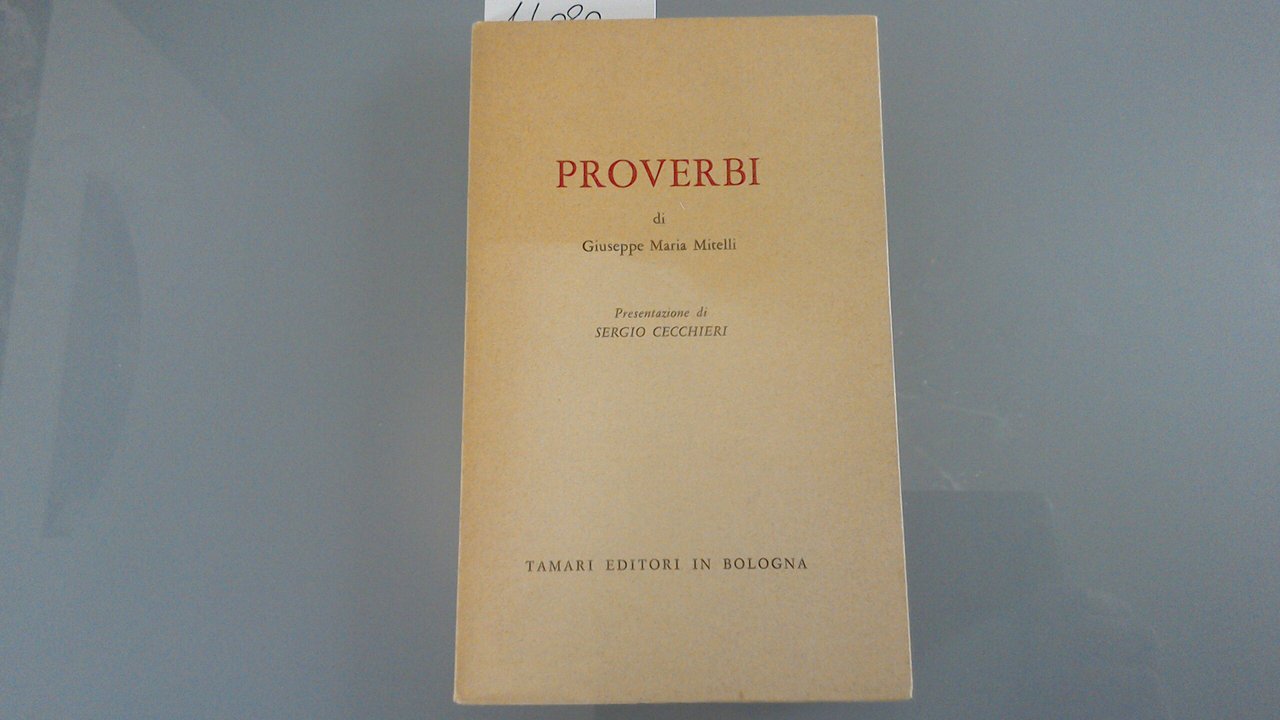 PROVERBI
di
Giuseppe Maria Mitelli
Presentazione di
SERGIO CECCHIERI
TAMARI EDITORI IN BOLOGNA